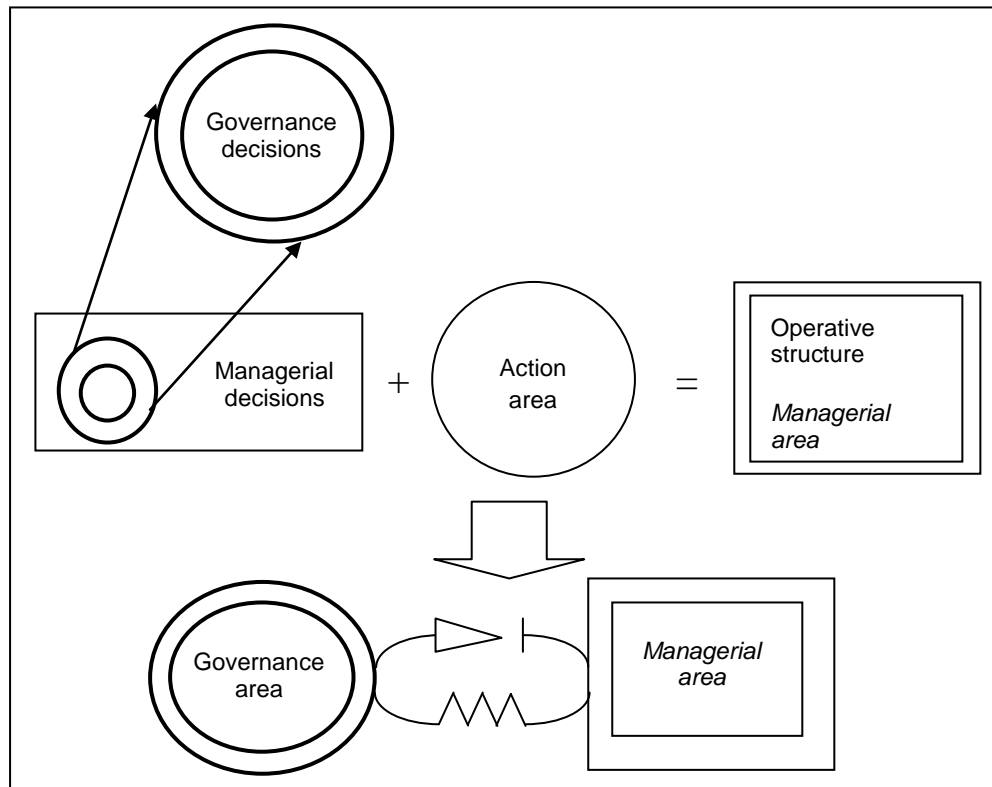 Governance
decisions
Managerial
decisions
+
Action
area
=
Operative
structure
Managerial
area
Governance
area
Managerial
area